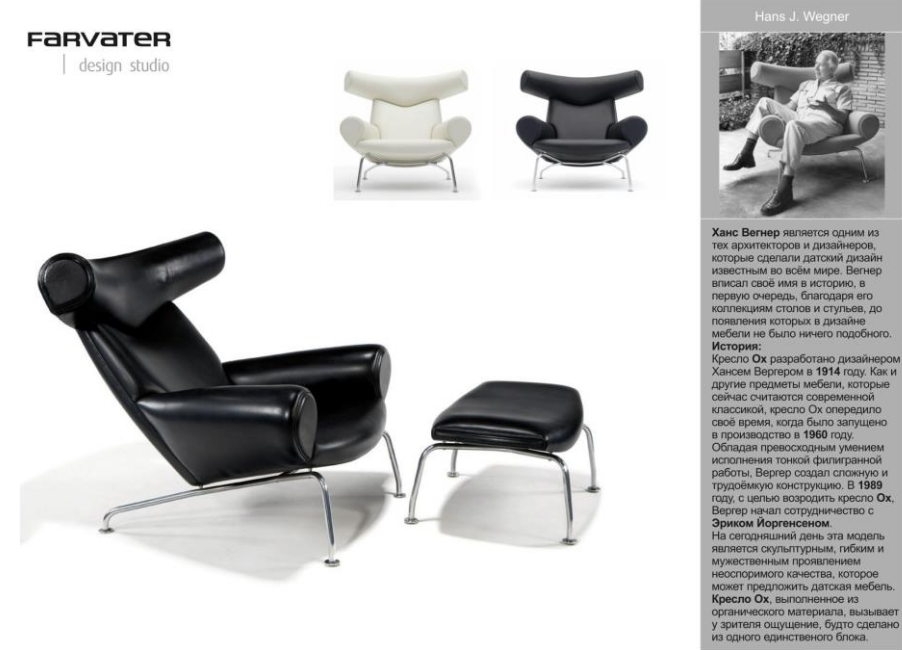 FARVATER
design studio
Hans J. Wegner
Ханс Вегнер является одним из
тех архитекторов и дизайнеров,
которые сделали датский дизайн
известным во всём мире. Вегнер
вписал своё имя в историю, в
первую очередь, благодаря его
коллекциям столов и стульев, до
появления которых в дизайне
мебели не было ничего подобного.
История:
Кресло Ox разработано дизайнером
Хансем Вергером в 1914 году. Как и
другие предметы мебели, которые
сейчас считаются современной
классикой, кресло Ox опередило
своё время, когда было запущено
в производство в 1960 году.
Обладая превосходным умением
исполнения тонкой филигранной
работы, Вергер создал сложную и
трудоёмкую конструкцию. В 1989
году, с целью возродить кресло Ox,
Вергер начал сотрудничество с
Эриком Йоргенсеном.
На сегодняшний день эта модель
является скульптурным, гибким и
мужественным проявлением
неоспоримого качества, которое
может предложить датская мебель.
Кресло Ox, выполненное из
органического материала, вызывает
у зрителя ощущение, будто сделано
из одного единственого блока.